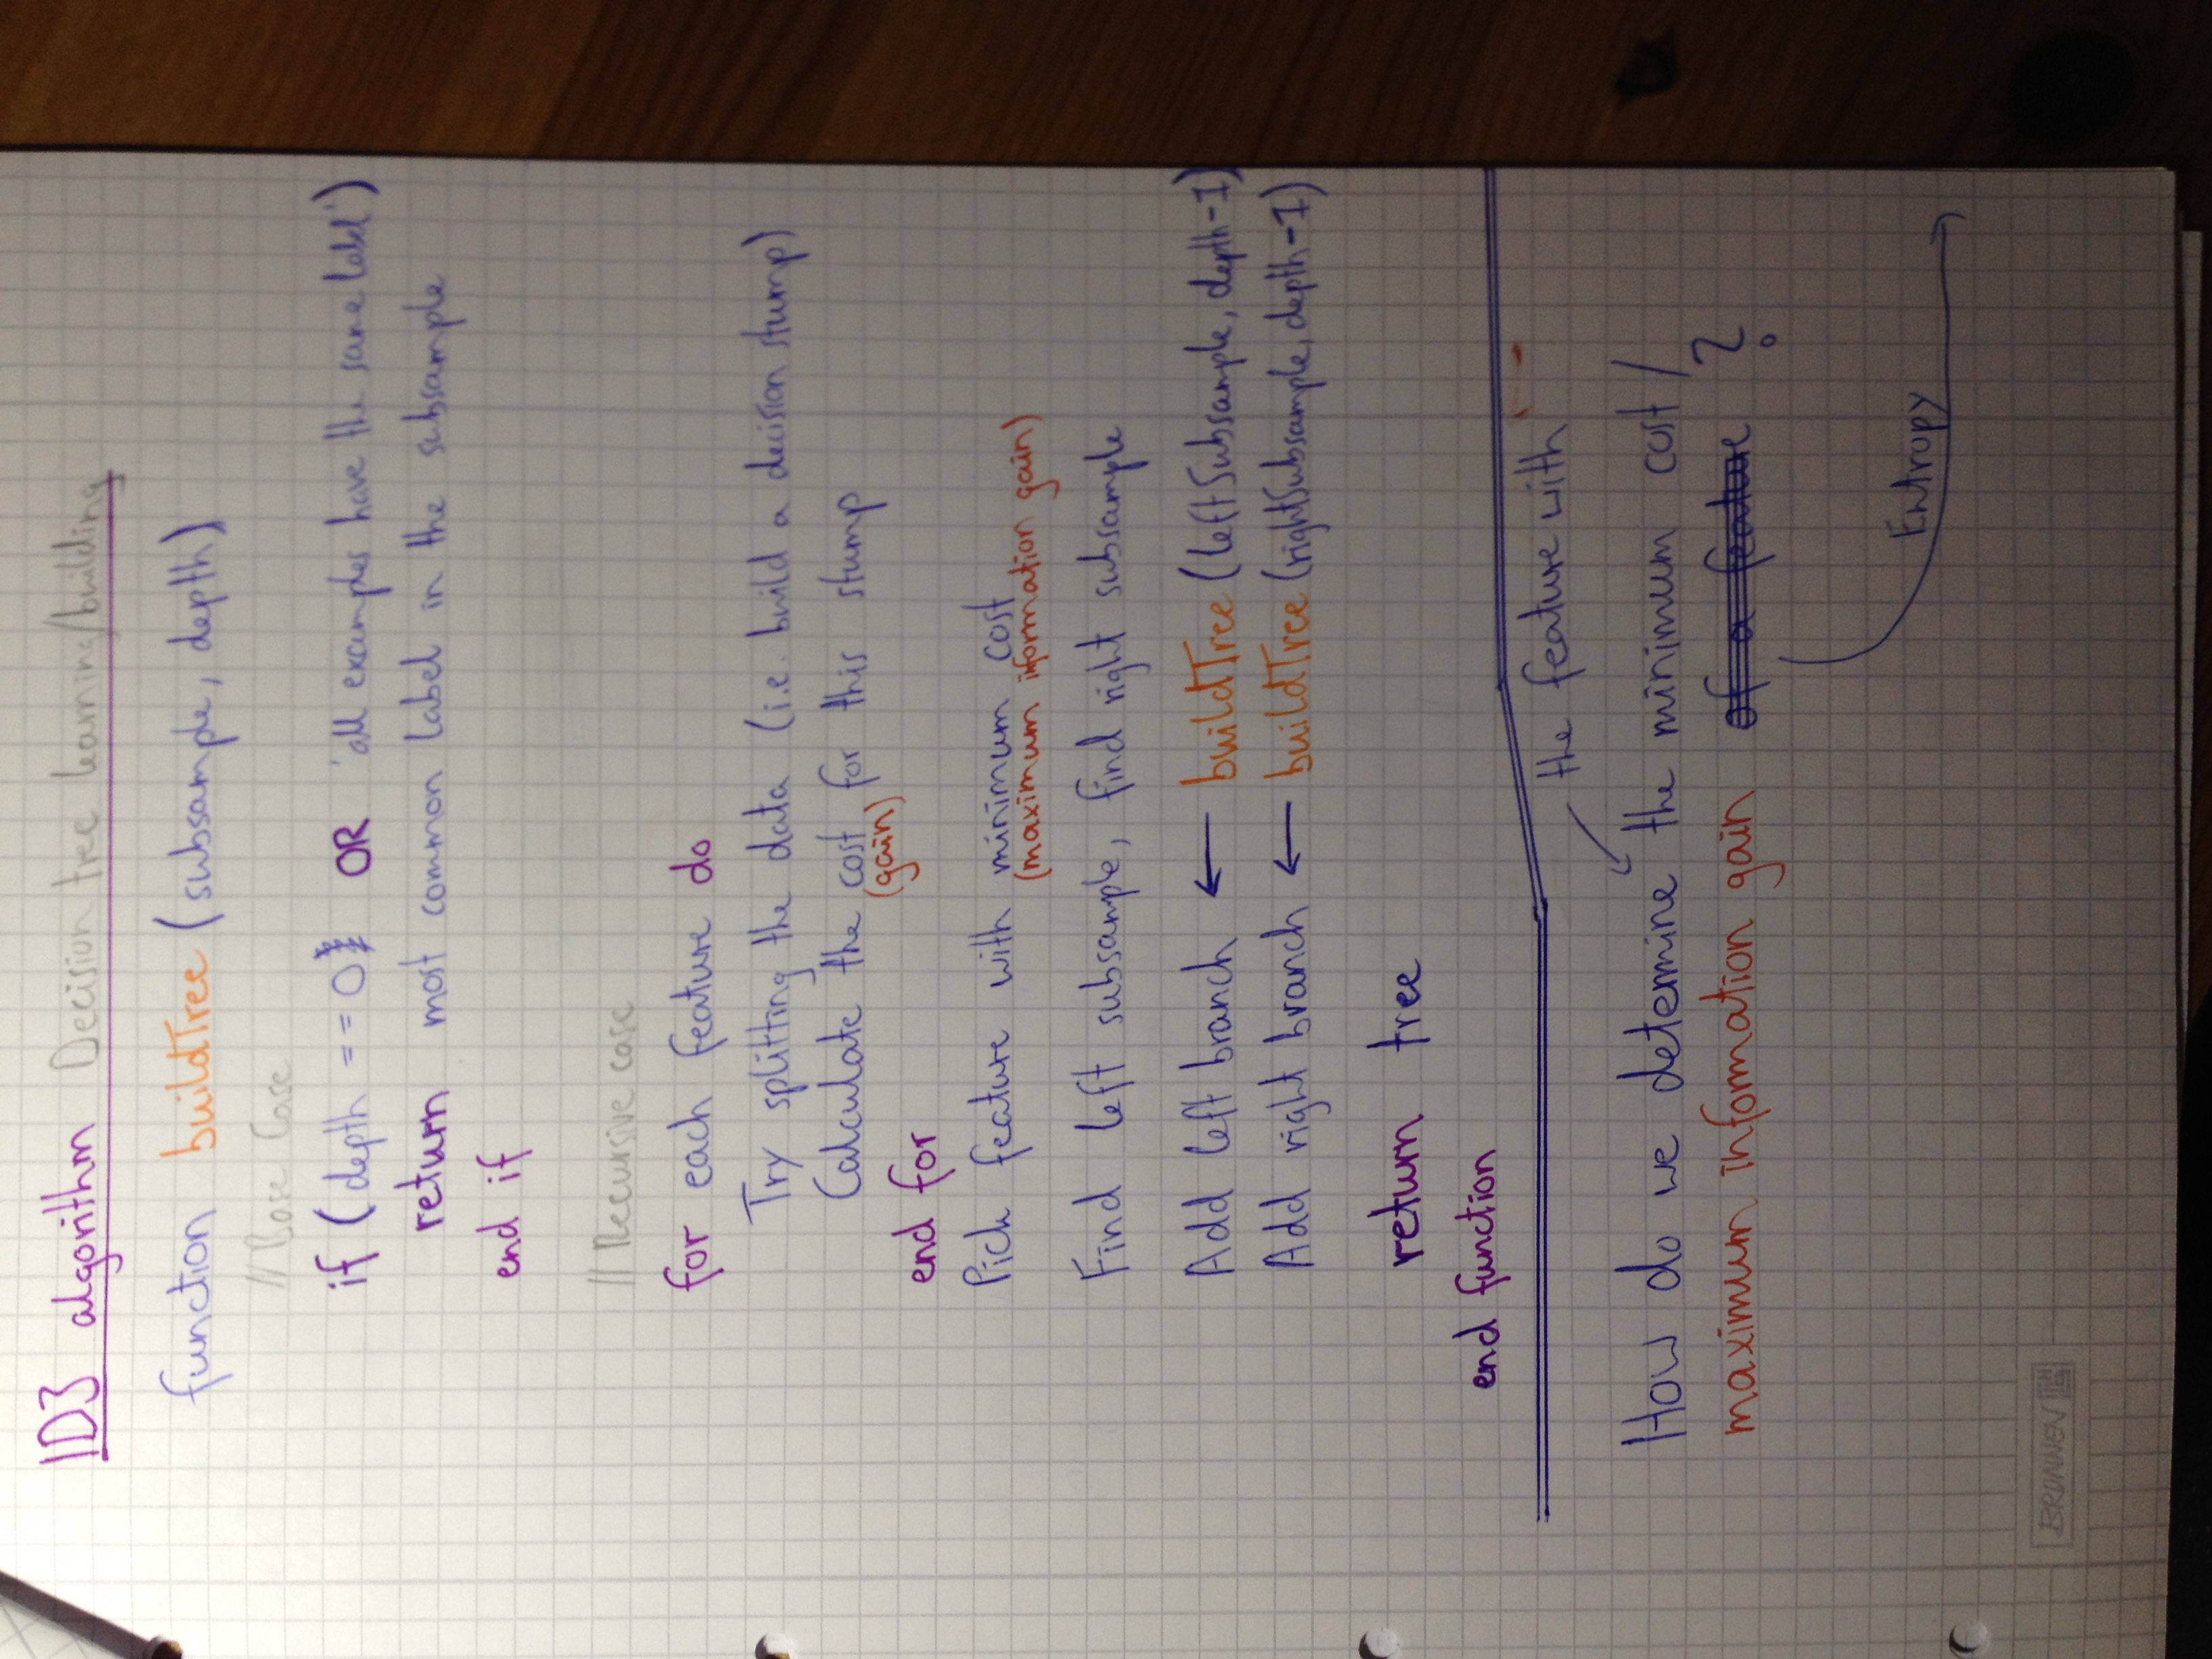 ID3 algorithm Decision tree learning/building
function buildTree (subsample, depth)
// Base Case
if (depth == 0 OR 'all examples have the same label')
return most common label in the subsample
end if
// Recursive case
for each feature do
Try splitting the data (i.e. build a decision stump)
Calculate the cost for this stump
(gain)
end for
Pick feature with minimum cost
(maximum information gain)
Find left subsample, find right subsample
Add left branch ← buildTree (leftSubsample, depth-1)
Add right branch ← buildTree (rightSubsample, depth-1)
return tree
end function
the feature with
How do we determine the minimum cost/
maximum information gain of a feature ?
Entropy
BRUNNEN